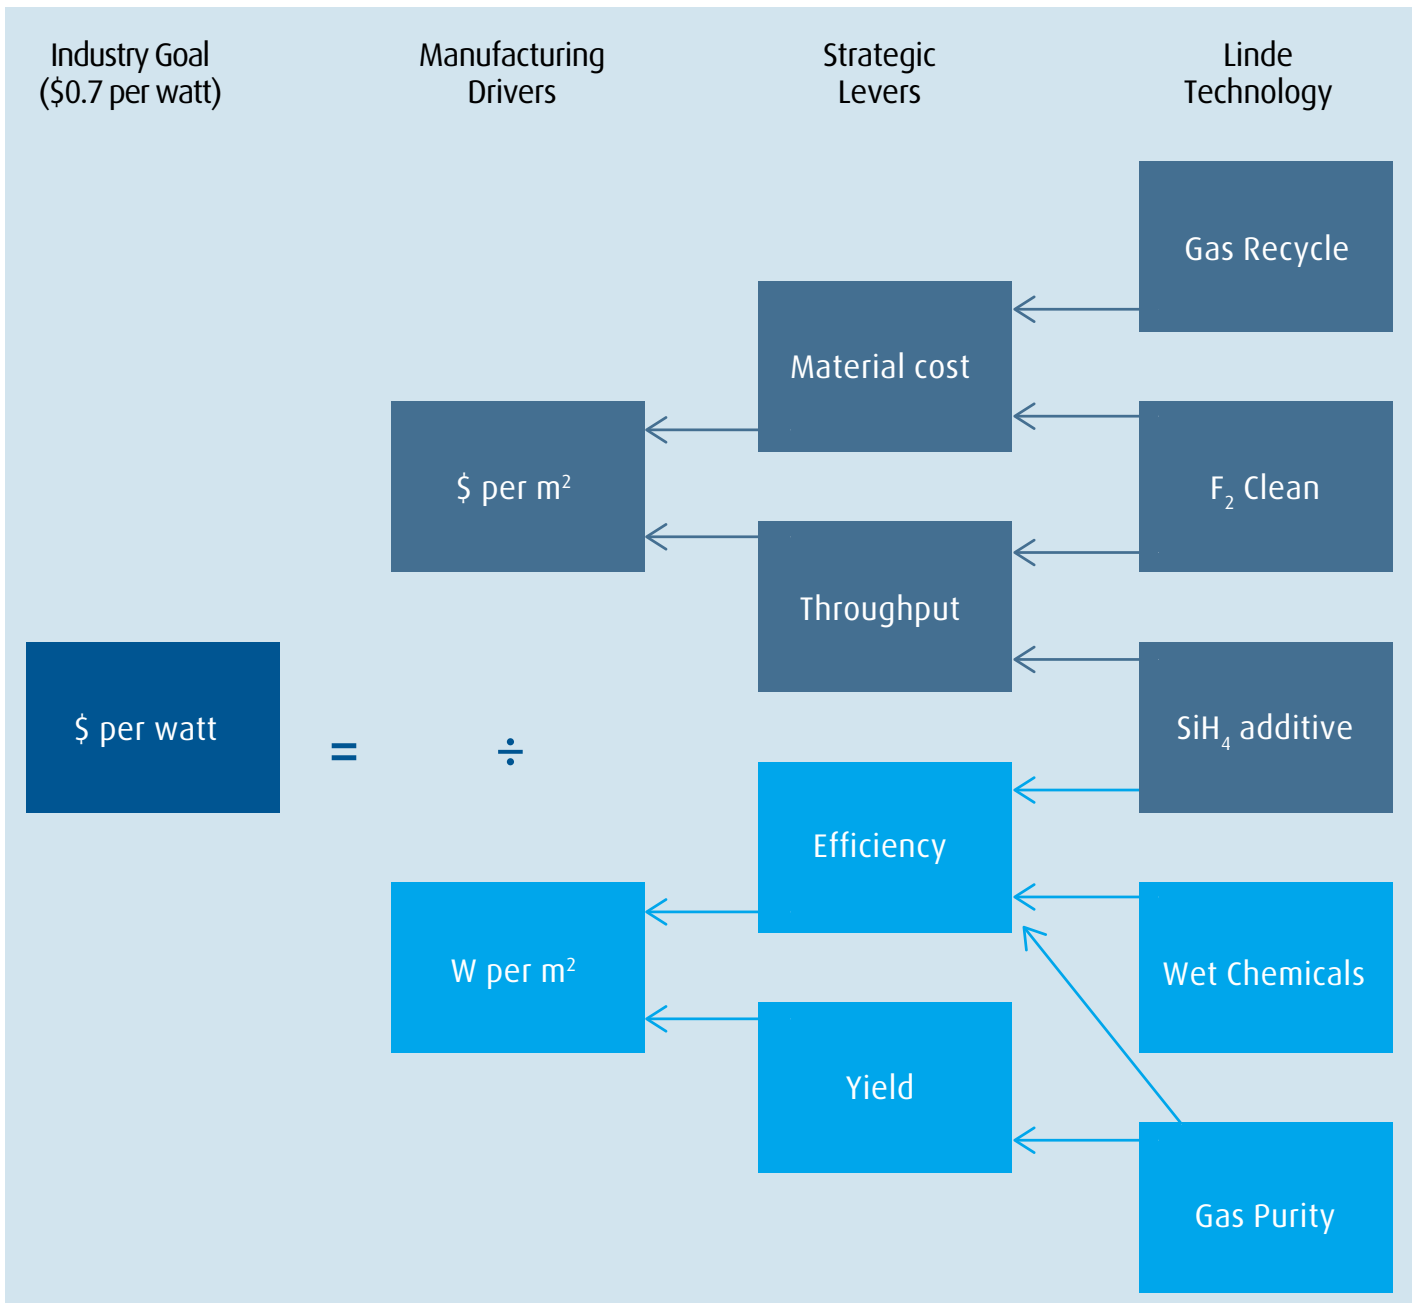 Industry Goal
($0.7 per watt)
Manufacturing
Drivers
Strategic
Levers
Linde
Technology
Gas Recycle
Material cost
$ per m²
F₂ Clean
Throughput
$ per watt
=
÷
SiH₄ additive
Efficiency
W per m²
Wet Chemicals
Yield
Gas Purity